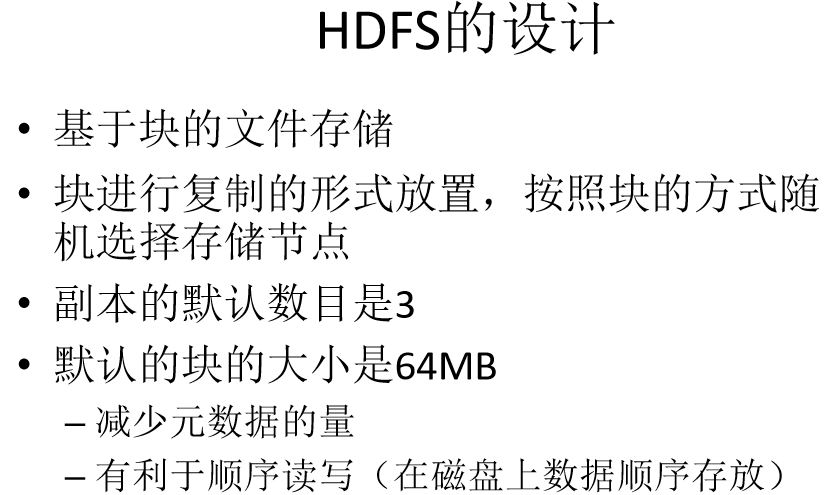 HDFS的设计
• 基于块的文件存储
• 块进行复制的形式放置，按照块的方式随
机选择存储节点
• 副本的默认数目是3
• 默认的块的大小是64MB
– 减少元数据的量
– 有利于顺序读写（在磁盘上数据顺序存放）